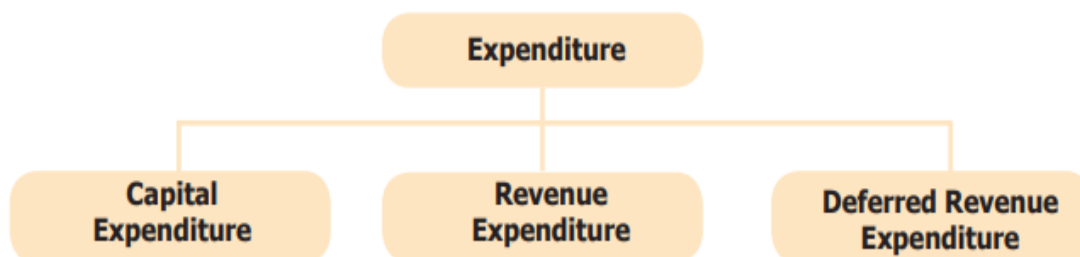 Expenditure
Capital
Expenditure
Revenue
Expenditure
Deferred Revenue
Expenditure